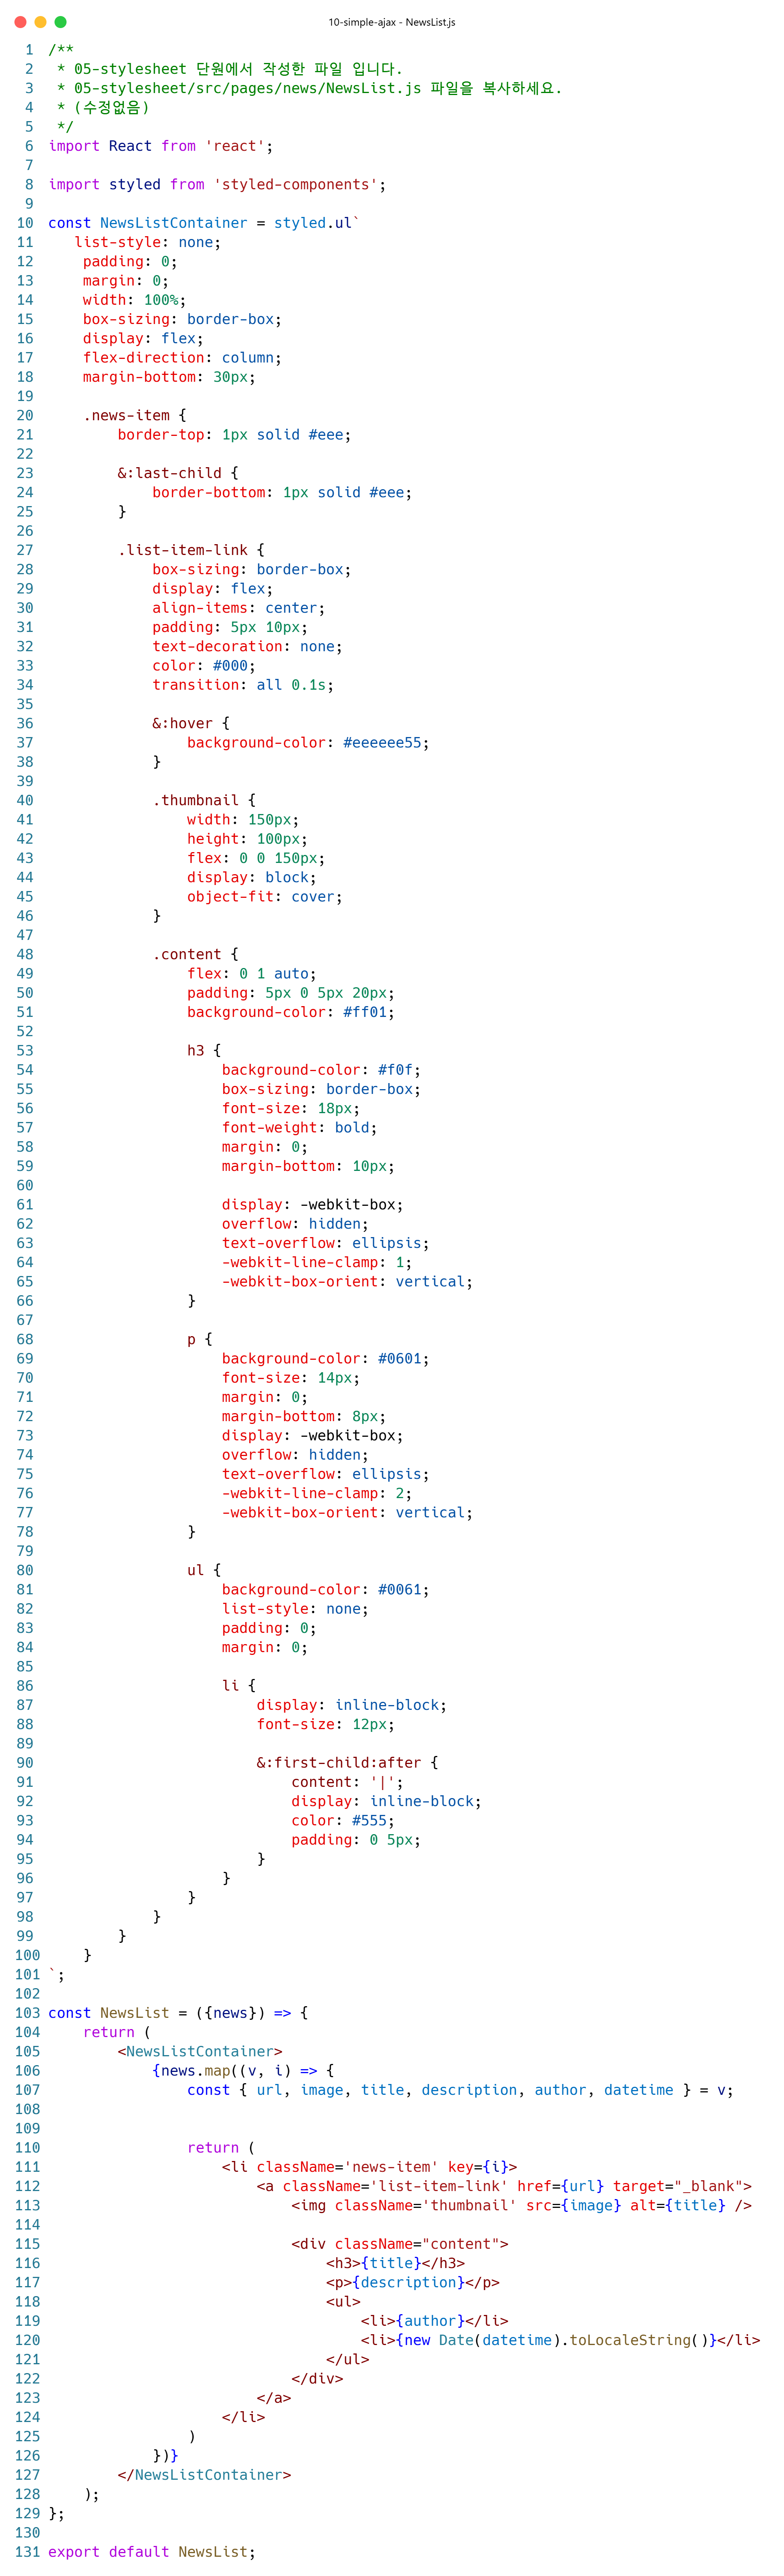 10-simple-ajax - NewsList.js
1 /**
2  * 05-stylesheet 단원에서 작성한 파일 입니다.
3  * 05-stylesheet/src/pages/news/NewsList.js 파일을 복사하세요.
4  * (수정없음)
5  */
6 import React from 'react';
7
8 import styled from 'styled-components';
9
10 const NewsListContainer = styled.ul`
11    list-style: none;
12     padding: 0;
13     margin: 0;
14     width: 100%;
15     box-sizing: border-box;
16     display: flex;
17     flex-direction: column;
18     margin-bottom: 30px;
19
20     .news-item {
21         border-top: 1px solid #eee;
22
23         &:last-child {
24             border-bottom: 1px solid #eee;
25         }
26
27         .list-item-link {
28             box-sizing: border-box;
29             display: flex;
30             align-items: center;
31             padding: 5px 10px;
32             text-decoration: none;
33             color: #000;
34             transition: all 0.1s;
35
36             &:hover {
37                 background-color: #eeeeee55;
38             }
39
40             .thumbnail {
41                 width: 150px;
42                 height: 100px;
43                 flex: 0 0 150px;
44                 display: block;
45                 object-fit: cover;
46             }
47
48             .content {
49                 flex: 0 1 auto;
50                 padding: 5px 0 5px 20px;
51                 background-color: #ff01;
52
53                 h3 {
54                     background-color: #f0f;
55                     box-sizing: border-box;
56                     font-size: 18px;
57                     font-weight: bold;
58                     margin: 0;
59                     margin-bottom: 10px;
60
61                     display: -webkit-box;
62                     overflow: hidden;
63                     text-overflow: ellipsis;
64                     -webkit-line-clamp: 1;
65                     -webkit-box-orient: vertical;
66                 }
67
68                 p {
69                     background-color: #0601;
70                     font-size: 14px;
71                     margin: 0;
72                     margin-bottom: 8px;
73                     display: -webkit-box;
74                     overflow: hidden;
75                     text-overflow: ellipsis;
76                     -webkit-line-clamp: 2;
77                     -webkit-box-orient: vertical;
78                 }
79
80                 ul {
81                     background-color: #0061;
82                     list-style: none;
83                     padding: 0;
84                     margin: 0;
85
86                     li {
87                         display: inline-block;
88                         font-size: 12px;
89
90                         &:first-child:after {
91                             content: '|';
92                             display: inline-block;
93                             color: #555;
94                             padding: 0 5px;
95                         }
96                     }
97                 }
98             }
99         }
100     }
101 `;
102
103 const NewsList = ({news}) => {
104     return (
105         <NewsListContainer>
106             {news.map((v, i) => {
107                 const { url, image, title, description, author, datetime } = v;
108
109
110                 return (
111                     <li className='news-item' key={i}>
112                         <a className='list-item-link' href={url} target="_blank">
113                             <img className='thumbnail' src={image} alt={title} />
114
115                             <div className="content">
116                                 <h3>{title}</h3>
117                                 <p>{description}</p>
118                                 <ul>
119                                     <li>{author}</li>
120                                     <li>{new Date(datetime).toLocaleString()}</li>
121                                 </ul>
122                             </div>
123                         </a>
124                     </li>
125                 )
126             })}
127         </NewsListContainer>
128     );
129 };
130
131 export default NewsList;